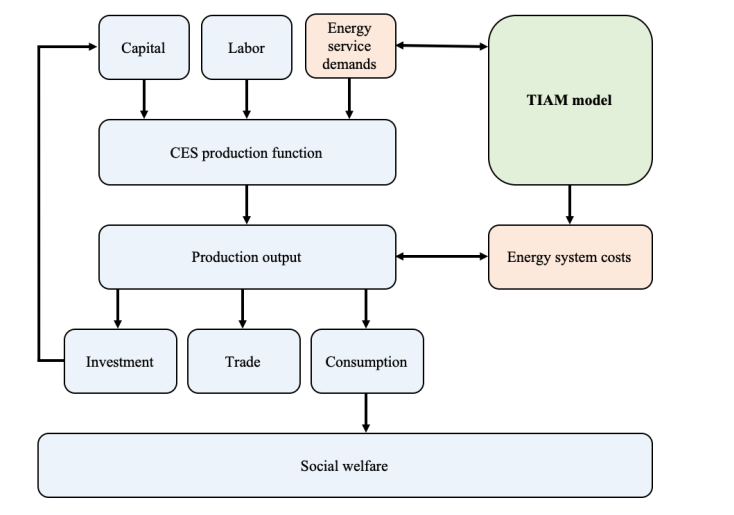 Capital
Labor
Energy
service
demands
TIAM model
CES production function
Production output
Energy system costs
Investment
Trade
Consumption
Social welfare